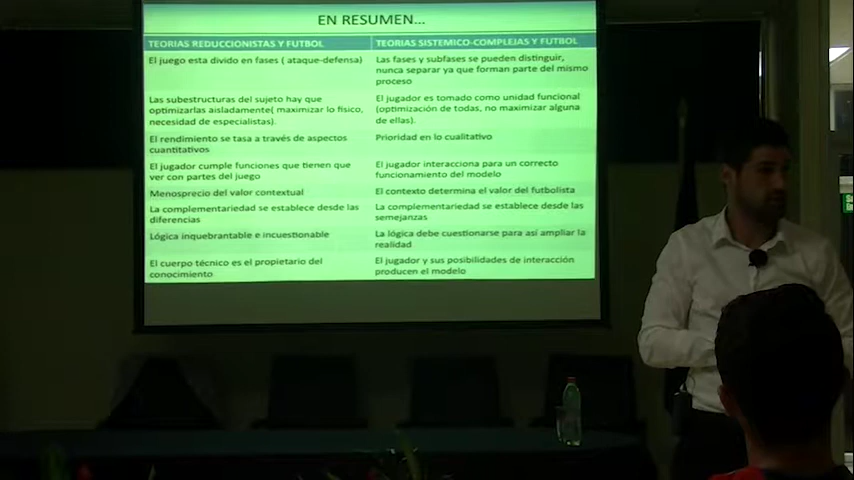 EN RESUMEN...
TEORIAS REDUCCIONISTAS Y FUTBOL
TEORIAS SISTEMICO-COMPLEJAS Y FUTBOL
El juego esta divido en fases ( ataque-defensa)
Las fases y subfases se pueden distinguir,
nunca separar ya que forman parte del mismo
proceso
Las subestructuras del sujeto hay que
optimizarlas aisladamente( maximizar lo físico,
necesidad de especialistas).
El jugador es tomado como unidad funcional
(optimización de todas, no maximizar alguna
de ellas).
El rendimiento se tasa a través de aspectos
cuantitativos
Prioridad en lo cualitativo
El jugador cumple funciones que tienen que
ver con partes del juego
El jugador interacciona para un correcto
funcionamiento del modelo
Menosprecio del valor contextual
El contexto determina el valor del futbolista
La complementariedad se establece desde las
diferencias
La complementariedad se establece desde las
semejanzas
Lógica inquebrantable e incuestionable
La lógica debe cuestionarse para así ampliar la
realidad
El cuerpo técnico es el propietario del
conocimiento
El jugador y sus posibilidades de interacción
producen el modelo